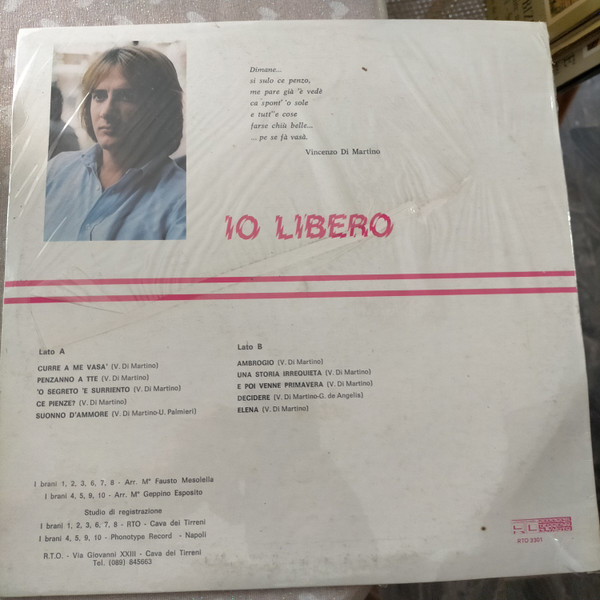 Dimane...
si sulo ce penzo,
me pare già 'è vedè
ca spont' 'o sole
e tutt' 'e cose
farse chiù belle...
... pe se fà vasà.
Vincenzo Di Martino
IO LIBERO
Lato A
CURRE A ME VASA' (V. Di Martino)
PENZANNO A TTE (V. Di Martino)
'O SEGRETO 'E SURRIENTO (V. Di Martino)
CE PIENZE? (V. Di Martino)
SUONNO D'AMMORE (V. Di Martino-U. Palmieri)
Lato B
AMBROGIO (V. Di Martino)
UNA STORIA IRREQUIETA (V. Di Martino)
E POI VENNE PRIMAVERA (V. Di Martino)
DECIDERE (V. Di Martino-G. de Angelis)
ELENA (V. Di Martino)
I brani 1, 2, 3, 6, 7, 8 - Arr. Mº Fausto Mesolella
I brani 4, 5, 9, 10 - Arr. Mº Geppino Esposito
Studio di registrazione
I brani 1, 2, 3, 6, 7, 8 - RTO - Cava dei Tirreni
I brani 4, 5, 9, 10 - Phonotype Record - Napoli
R.T.O. - Via Giovanni XXIII - Cava dei Tirreni
Tel. (089) 845663